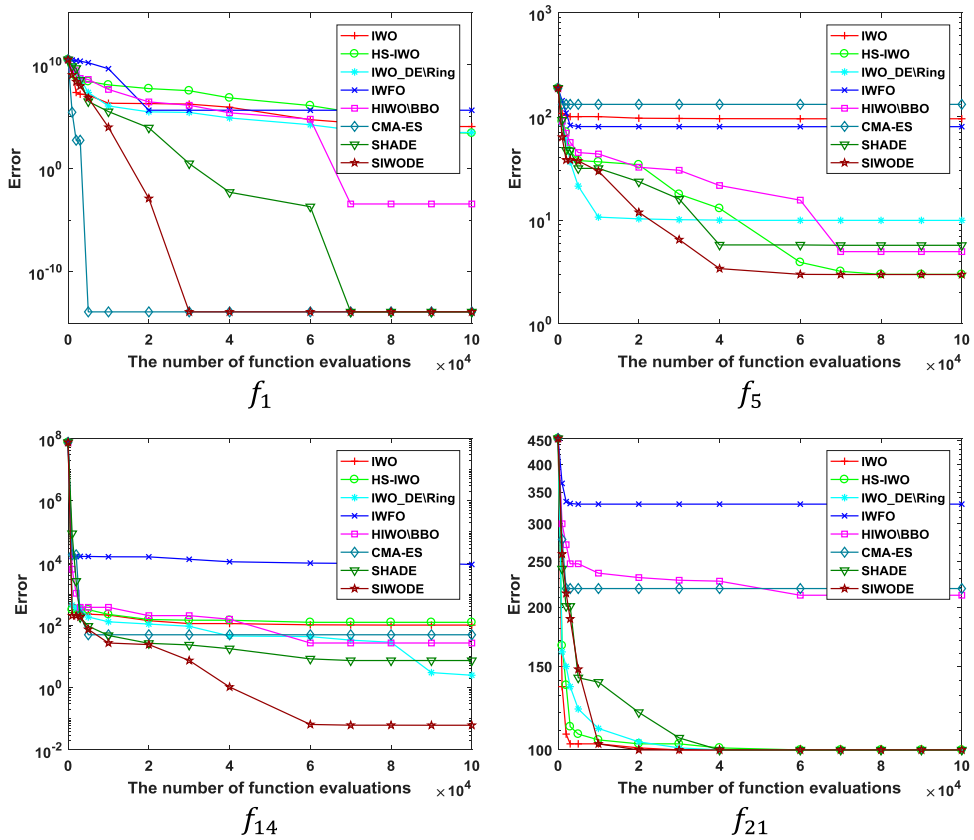 10^10
10^0
10^-10
Error
0 2 4 6 8 10
The number of function evaluations
×10^4
IWO
HS-IWO
IWO_DE\Ring
IWFO
HIWO\BBO
CMA-ES
SHADE
SIWODE
f_1
10^3
10^2
10^1
10^0
Error
0 2 4 6 8 10
The number of function evaluations
×10^4
IWO
HS-IWO
IWO_DE\Ring
IWFO
HIWO\BBO
CMA-ES
SHADE
SIWODE
f_5
10^8
10^6
10^4
10^2
10^0
10^-2
Error
0 2 4 6 8 10
The number of function evaluations
×10^4
IWO
HS-IWO
IWO_DE\Ring
IWFO
HIWO\BBO
CMA-ES
SHADE
SIWODE
f_14
450
400
350
300
250
200
150
100
Error
0 2 4 6 8 10
The number of function evaluations
×10^4
IWO
HS-IWO
IWO_DE\Ring
IWFO
HIWO\BBO
CMA-ES
SHADE
SIWODE
f_21